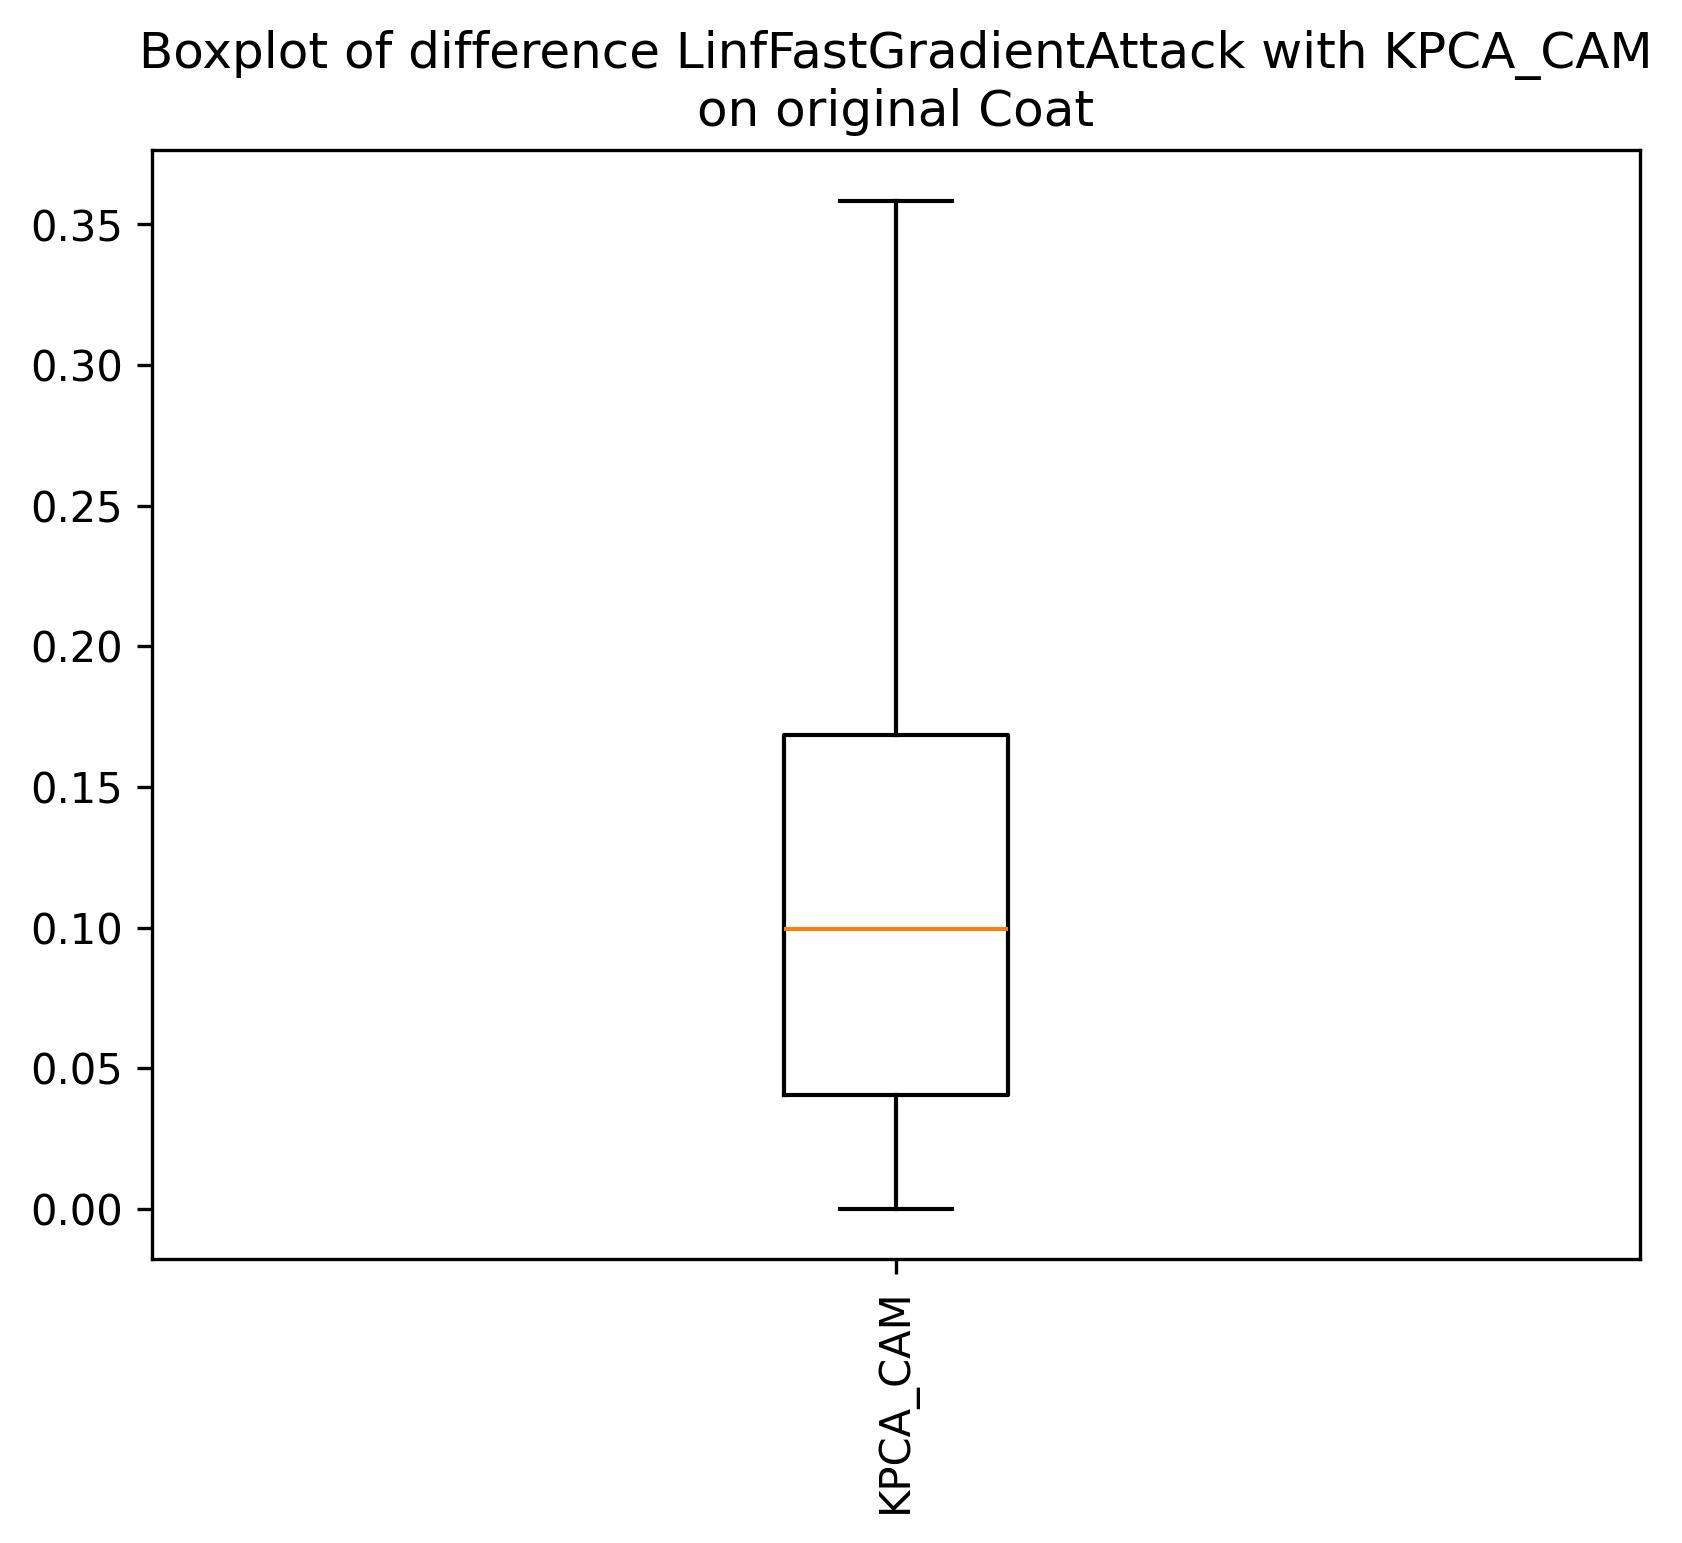 Boxplot of difference LinfFastGradientAttack with KPCA_CAM
on original Coat
0.35
0.30
0.25
0.20
0.15
0.10
0.05
0.00
KPCA_CAM